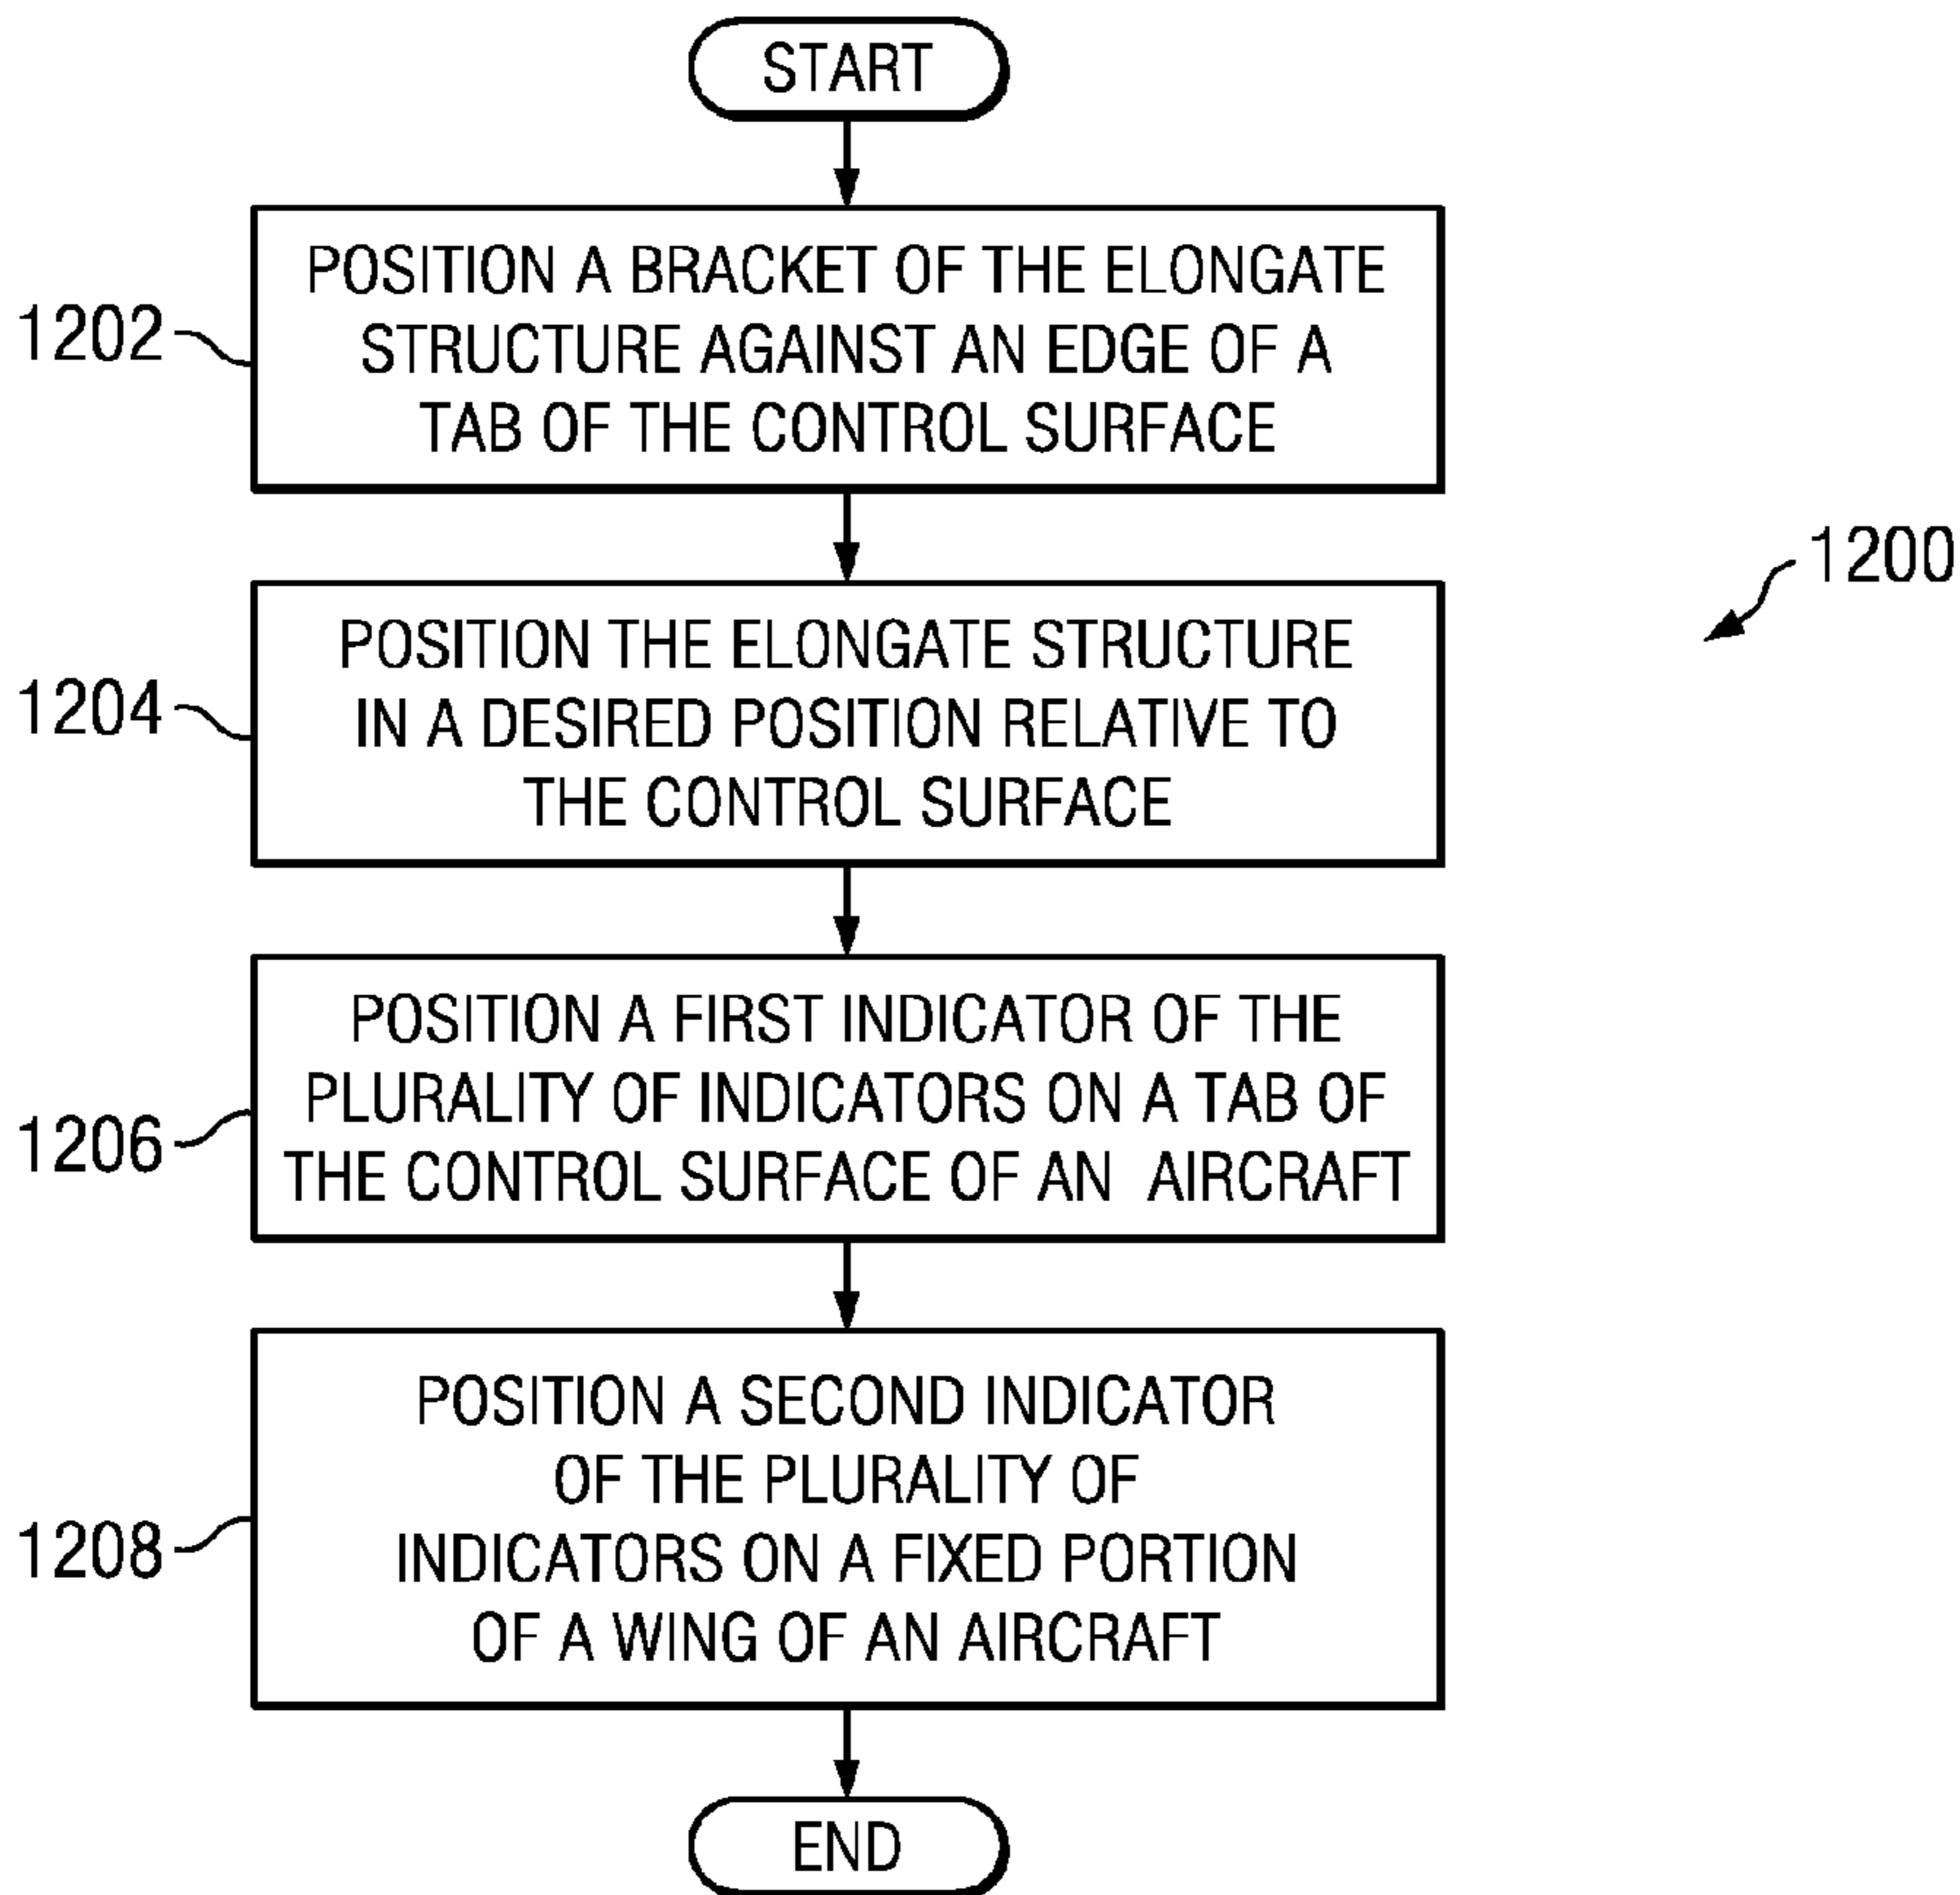 START
1202
POSITION A BRACKET OF THE ELONGATE
STRUCTURE AGAINST AN EDGE OF A
TAB OF THE CONTROL SURFACE
1200
1204
POSITION THE ELONGATE STRUCTURE
IN A DESIRED POSITION RELATIVE TO
THE CONTROL SURFACE
1206
POSITION A FIRST INDICATOR OF THE
PLURALITY OF INDICATORS ON A TAB OF
THE CONTROL SURFACE OF AN AIRCRAFT
1208
POSITION A SECOND INDICATOR
OF THE PLURALITY OF
INDICATORS ON A FIXED PORTION
OF A WING OF AN AIRCRAFT
END